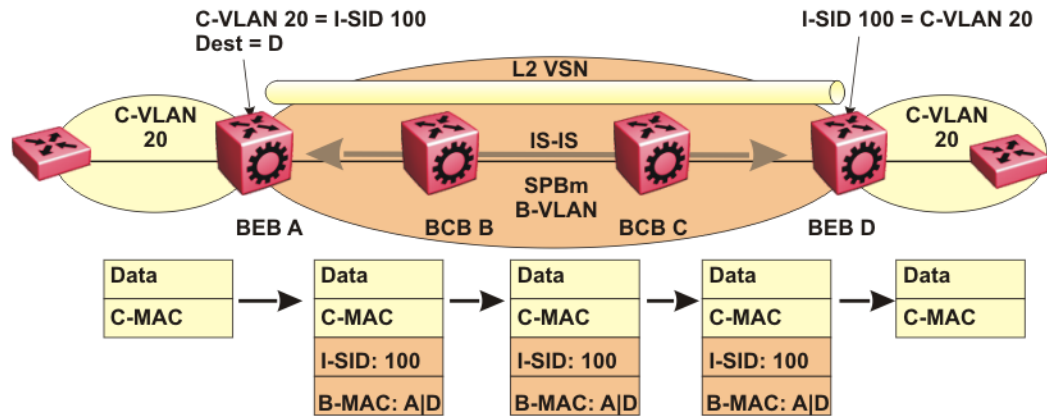 C-VLAN 20 = I-SID 100
Dest = D
I-SID 100 = C-VLAN 20
L2 VSN
C-VLAN
20
IS-IS
C-VLAN
20
SPBm
B-VLAN
BEB A
BCB B
BCB C
BEB D
Data
C-MAC
Data
C-MAC
I-SID: 100
B-MAC: A|D
Data
C-MAC
I-SID: 100
B-MAC: A|D
Data
C-MAC
I-SID: 100
B-MAC: A|D
Data
C-MAC